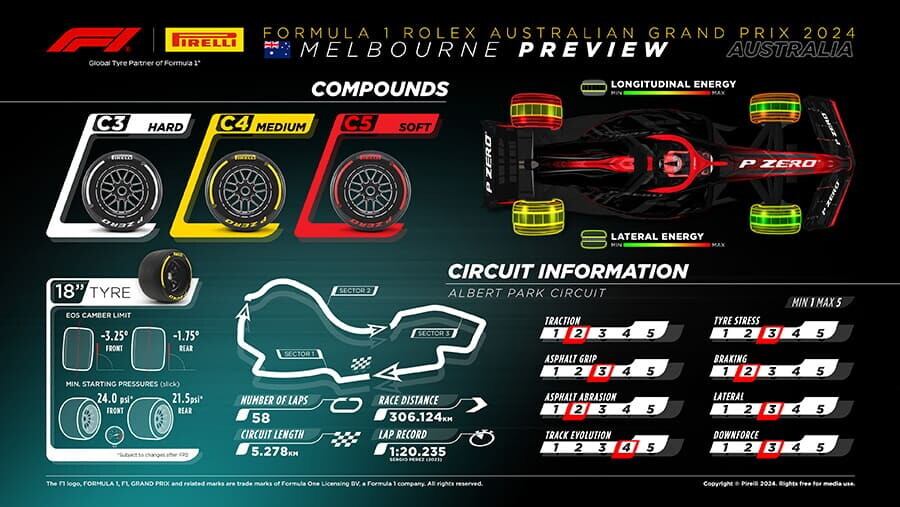 F1
PIRELLI
Global Tyre Partner of Formula 1®
FORMULA 1 ROLEX AUSTRALIAN GRAND PRIX 2024
MELBOURNE PREVIEW
AUSTRALIA
COMPOUNDS
C3 HARD
C4 MEDIUM
C5 SOFT
PIRELLI
P ZERO
PIRELLI
P ZERO
PIRELLI
P ZERO
LONGITUDINAL ENERGY
MIN MAX
P ZERO
P ZERO
P ZERO
P ZERO
LATERAL ENERGY
MIN MAX
18” TYRE
EOS CAMBER LIMIT
-3.25°
FRONT
-1.75°
REAR
MIN. STARTING PRESSURES (slick)
24.0 psi*
FRONT
21.5psi*
REAR
*Subject to changes after FP2
SECTOR 1
SECTOR 2
SECTOR 3
NUMBER OF LAPS
58
RACE DISTANCE
306.124KM
CIRCUIT LENGTH
5.278KM
LAP RECORD
1:20.235
SERGIO PEREZ (2023)
CIRCUIT INFORMATION
ALBERT PARK CIRCUIT
MIN 1 MAX 5
TRACTION
1 2 3 4 5
TYRE STRESS
1 2 3 4 5
ASPHALT GRIP
1 2 3 4 5
BRAKING
1 2 3 4 5
ASPHALT ABRASION
1 2 3 4 5
LATERAL
1 2 3 4 5
TRACK EVOLUTION
1 2 3 4 5
DOWNFORCE
1 2 3 4 5
The F1 logo, FORMULA 1, F1, GRAND PRIX and related marks are trade marks of Formula One Licensing BV, a Formula 1 company. All rights reserved.
Copyright © Pirelli 2024. Rights free for media use.